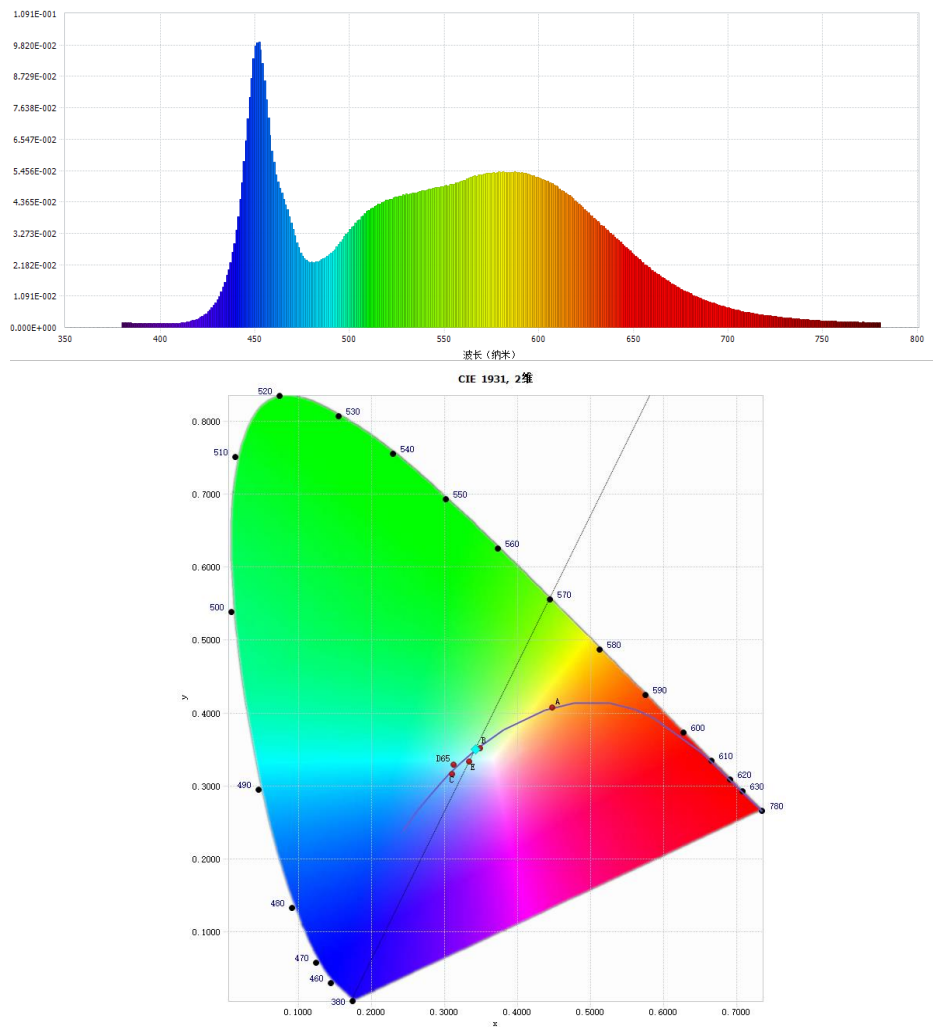 1.091E-001
9.820E-002
8.729E-002
7.638E-002
6.547E-002
5.456E-002
4.365E-002
3.273E-002
2.182E-002
1.091E-002
0.000E+000
350 400 450 500 550 600 650 700 750 800
波长（纳米）
CIE 1931, 2维
520
530
540
510
550
560
570
500
580
590
600
610
620
630
780
490
480
470
460
380
A
B
D65
E
C
0.8000
0.7000
0.6000
0.5000
0.4000
0.3000
0.2000
0.1000
y
0.1000 0.2000 0.3000 0.4000 0.5000 0.6000 0.7000
x